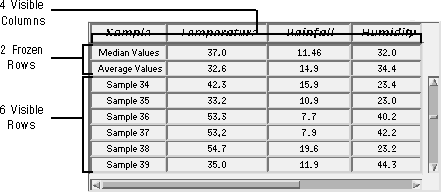 4 Visible
Columns
Sample Temperature Rainfall Humidity
2 Frozen
Rows
Median Values 37.0 11.46 32.0
Average Values 32.6 14.9 34.4
6 Visible
Rows
Sample 34 42.3 15.9 23.4
Sample 35 33.2 10.9 23.0
Sample 36 53.3 7.7 40.2
Sample 37 53.2 7.9 42.2
Sample 38 54.7 19.6 23.2
Sample 39 35.0 11.9 44.3